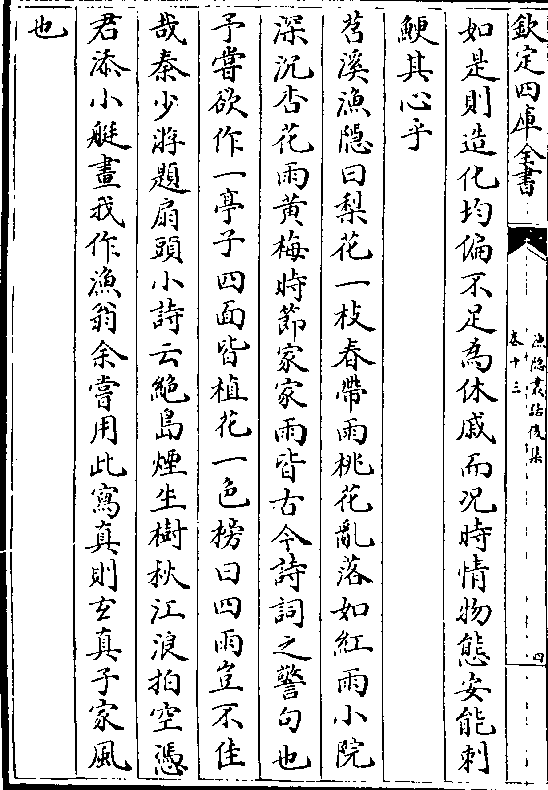 欽定四庫全書
漁隱叢話後集
卷十三
四
如是則造化均偏不足為休戚而況時情物態安能刺
鯁其心乎
苕溪漁隱曰梨花一枝春帶雨桃花亂落如紅雨小院
深沉杏花雨黄梅時節家家雨皆古今詩詞之警句也
予嘗欲作一亭子四面皆植花一色榜曰四雨豈不佳
哉秦少游題扇頭小詩云絶島煙生樹秋江浪拍空憑
君添小艇畫我作漁翁余嘗用此寫真則玄真子家風
也